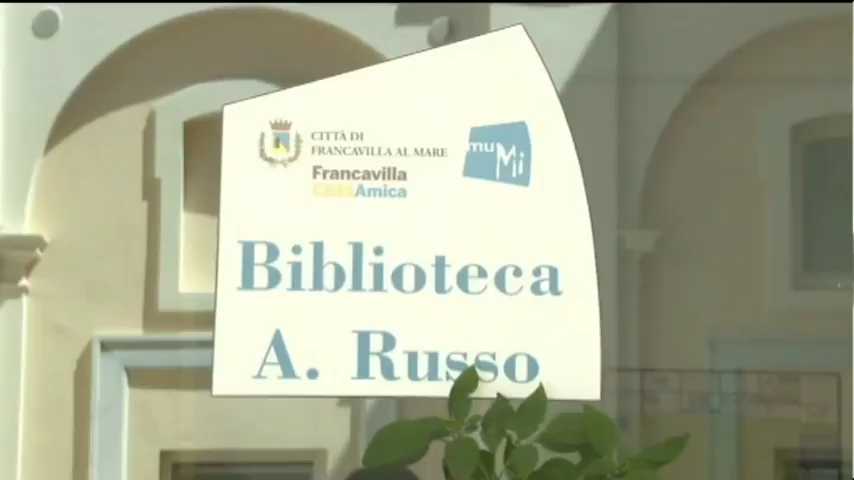 CITTÀ DI
FRANCAVILLA AL MARE
Francavilla
CittàAmica
muMi
Biblioteca
A. Russo